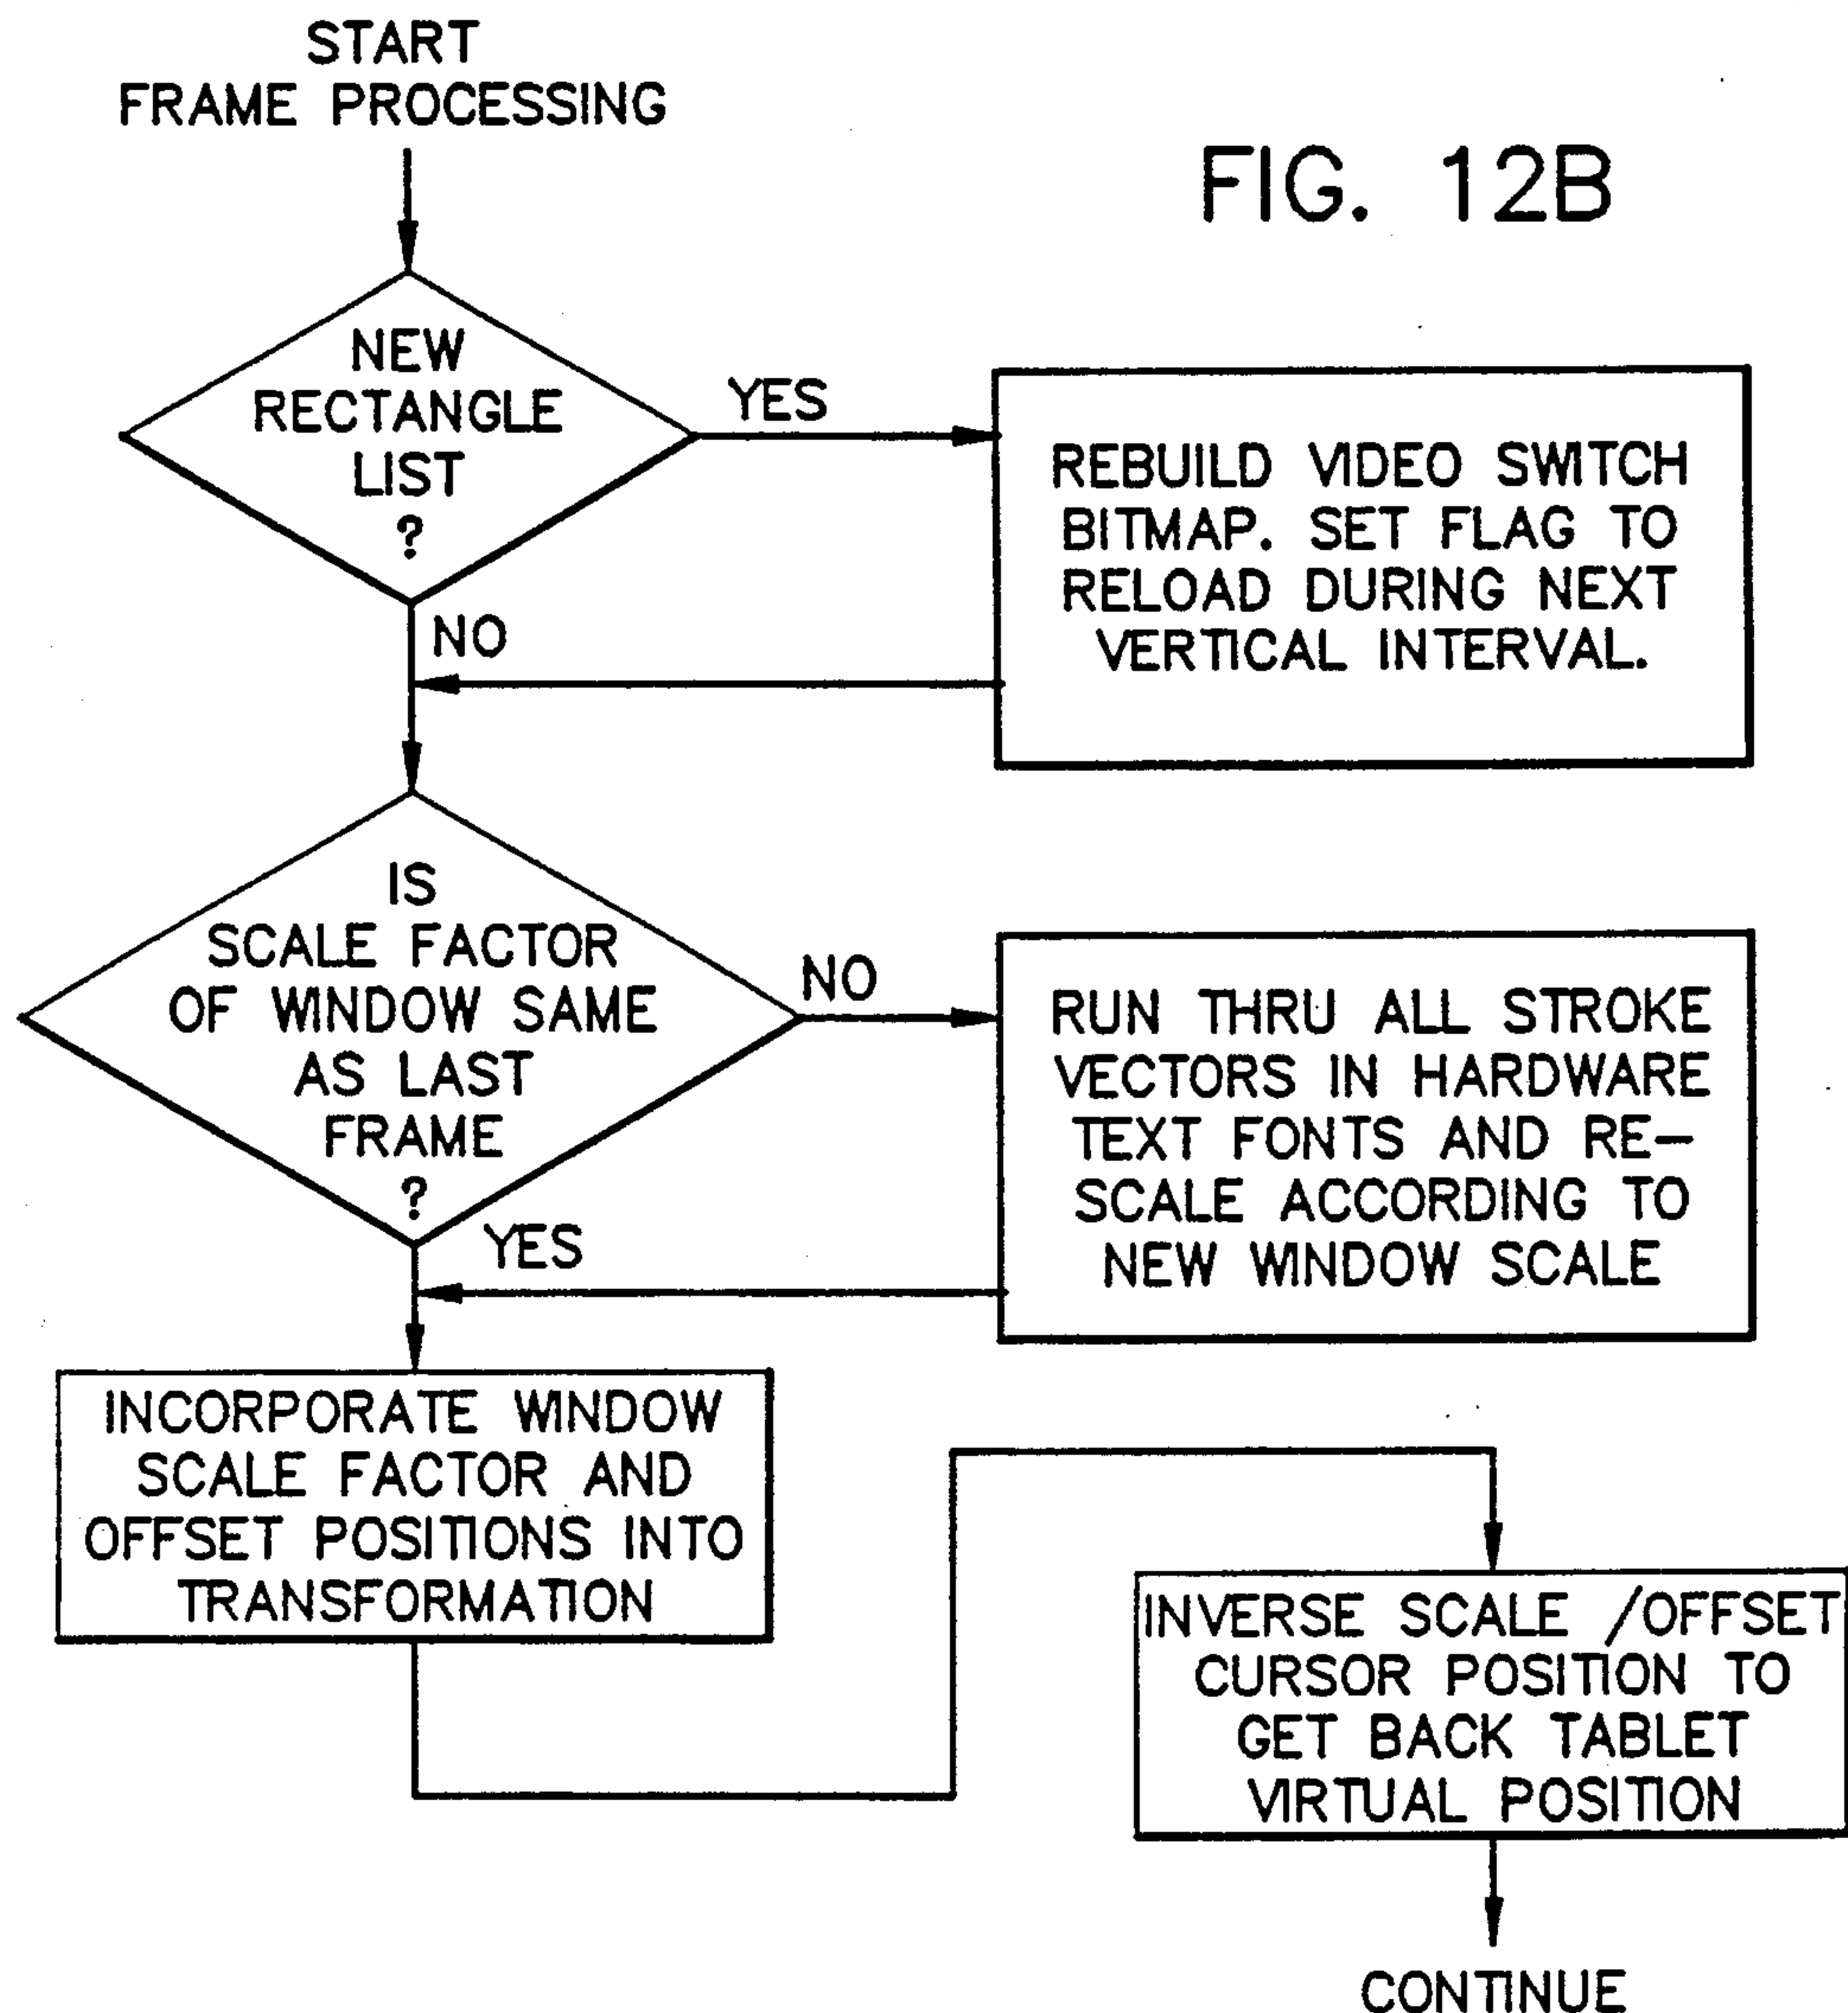 START
FRAME PROCESSING
FIG. 12B
NEW
RECTANGLE
LIST
?
YES
REBUILD VIDEO SWITCH
BITMAP. SET FLAG TO
RELOAD DURING NEXT
VERTICAL INTERVAL.
NO
IS
SCALE FACTOR
OF WINDOW SAME
AS LAST
FRAME
?
NO
RUN THRU ALL STROKE
VECTORS IN HARDWARE
TEXT FONTS AND RE-
SCALE ACCORDING TO
NEW WINDOW SCALE
YES
INCORPORATE WINDOW
SCALE FACTOR AND
OFFSET POSITIONS INTO
TRANSFORMATION
INVERSE SCALE /OFFSET
CURSOR POSITION TO
GET BACK TABLET
VIRTUAL POSITION
CONTINUE